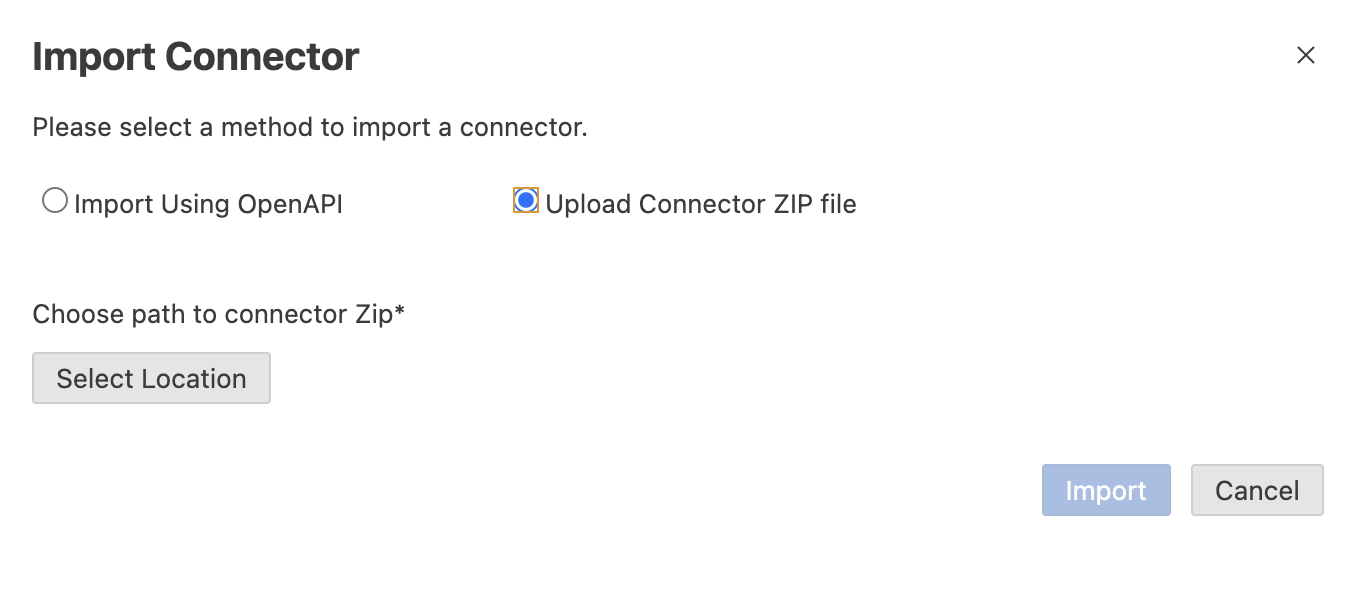 Import Connector
Please select a method to import a connector.
Import Using OpenAPI
Upload Connector ZIP file
Choose path to connector Zip*
Select Location
Import
Cancel